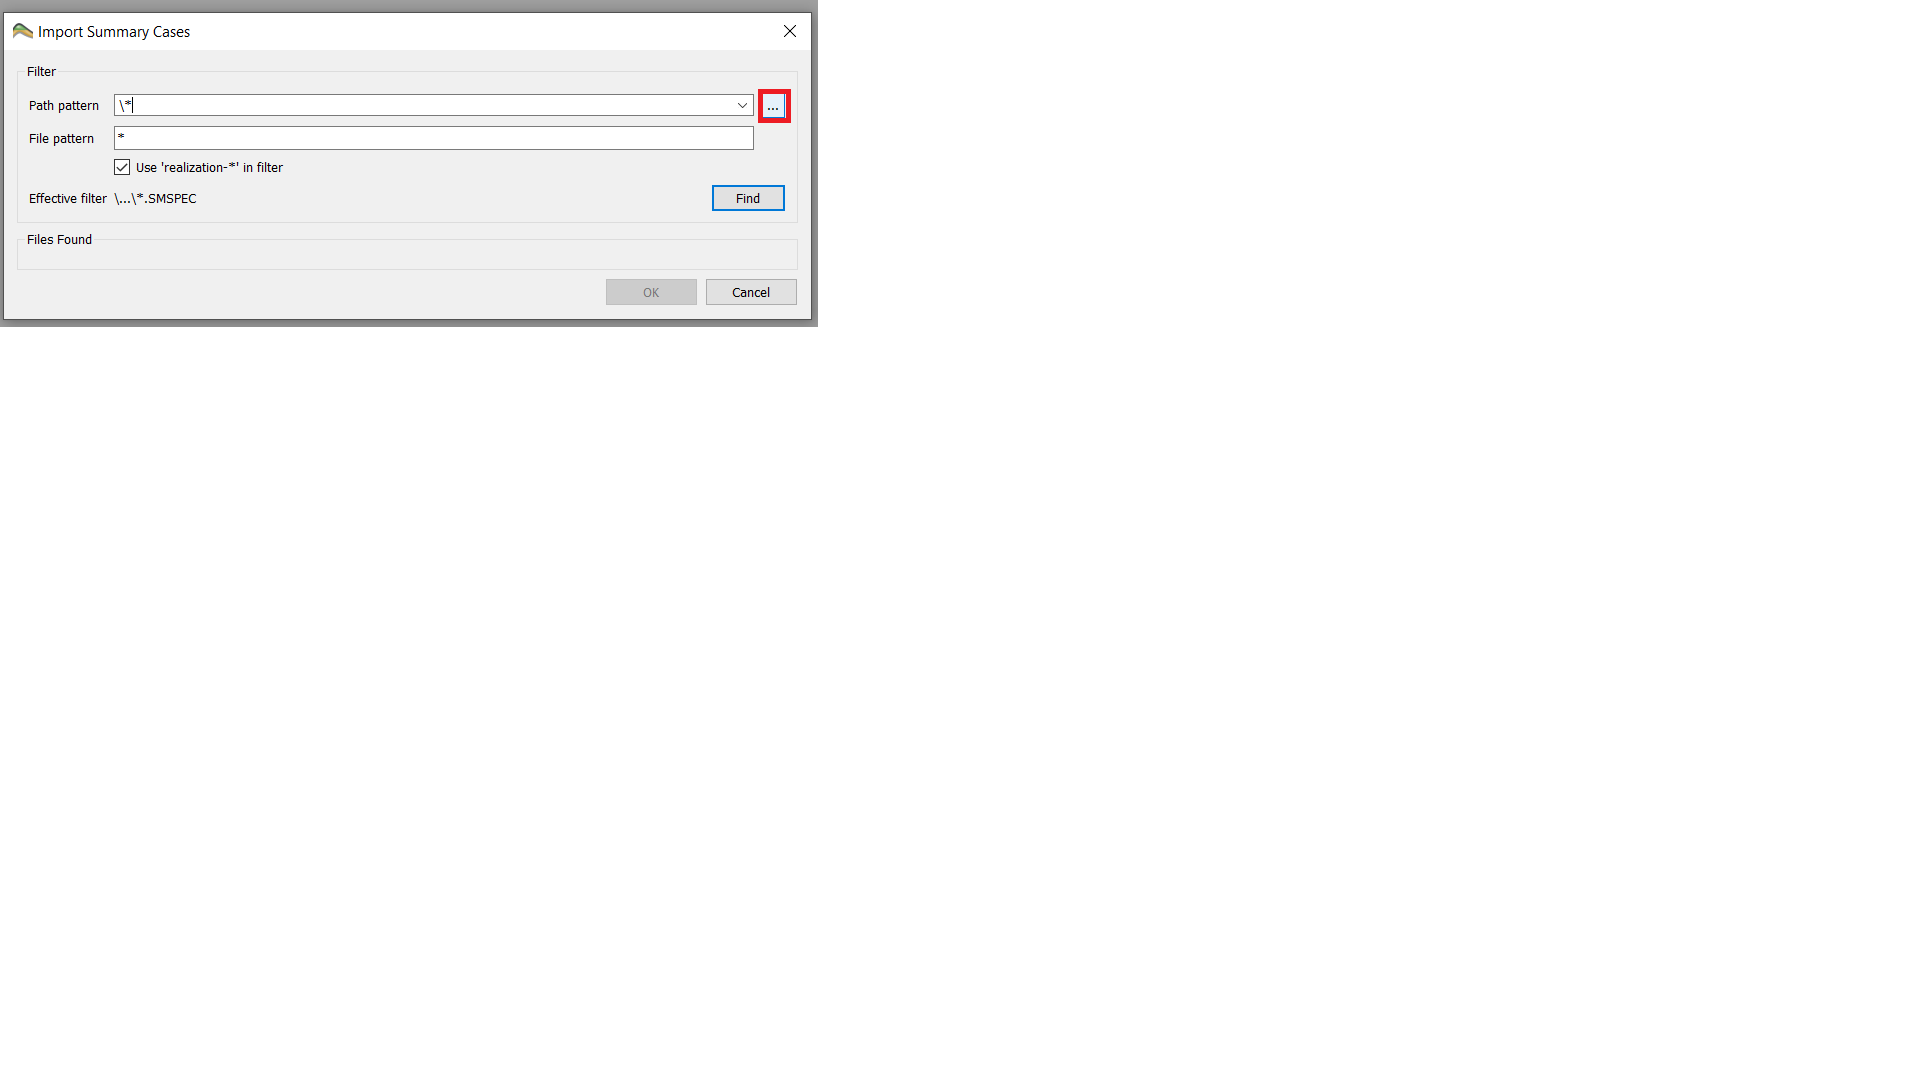 Import Summary Cases
Filter
Path pattern \*
...
File pattern *
Use 'realization-*' in filter
Effective filter \...\*.SMSPEC
Find
Files Found
OK Cancel